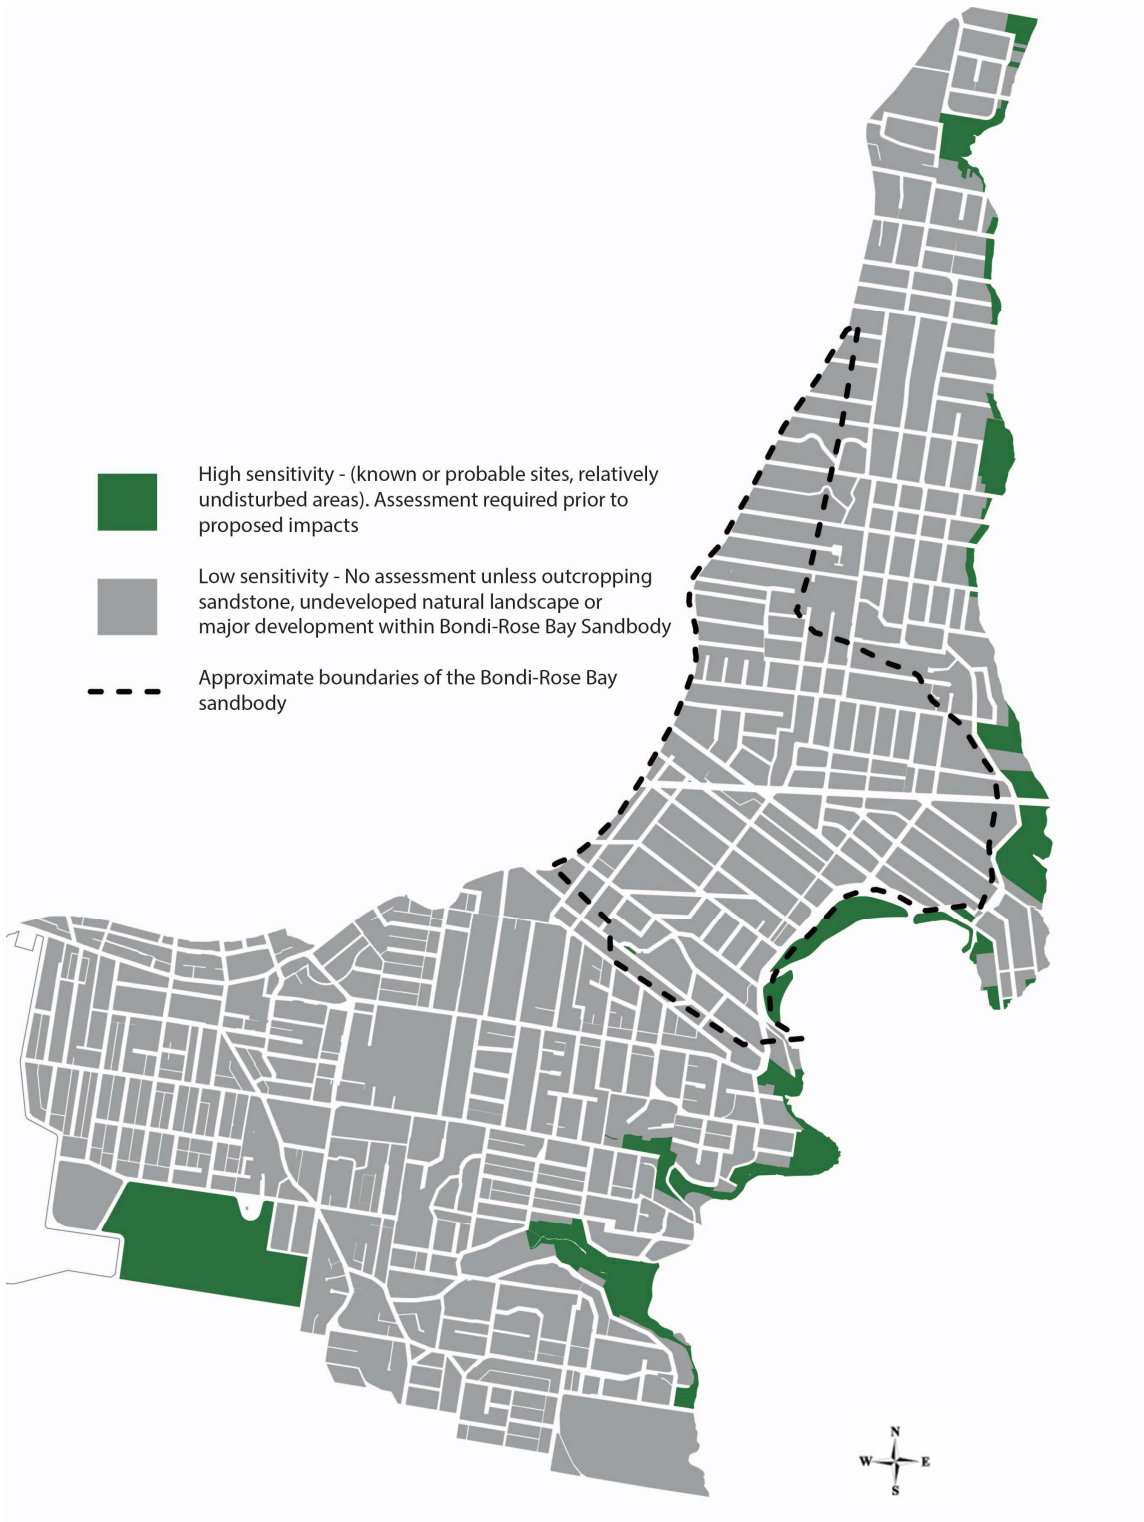 High sensitivity - (known or probable sites, relatively
undisturbed areas). Assessment required prior to
proposed impacts
Low sensitivity - No assessment unless outcropping
sandstone, undeveloped natural landscape or
major development within Bondi-Rose Bay Sandbody
Approximate boundaries of the Bondi-Rose Bay
sandbody
N
W E
S